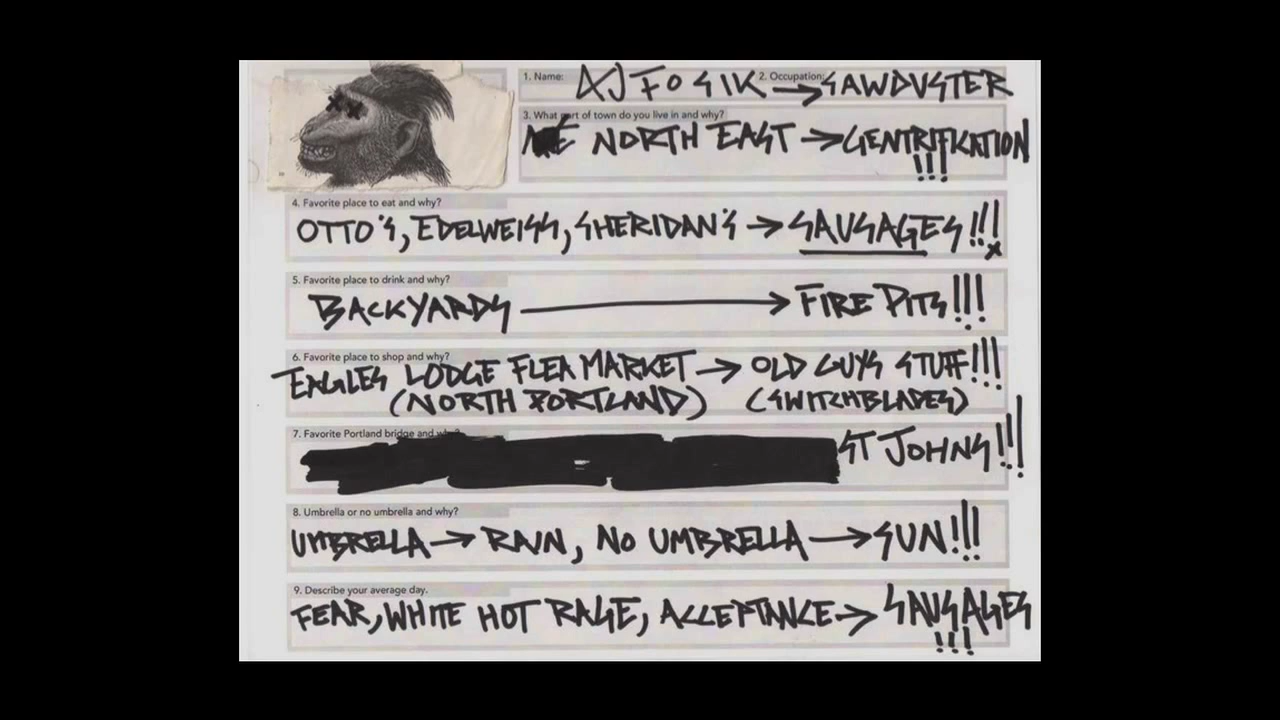 1. Name: AJ FOSIK 2. Occupation: → SAWDUSTER
3. What part of town do you live in and why?
NORTH EAST → GENTRIFICATION
!!!
4. Favorite place to eat and why?
OTTO'S, EDELWEISS, SHERIDAN'S → SAUSAGES!!!
5. Favorite place to drink and why?
BACKYARDS → FIRE PITS!!!
6. Favorite place to shop and why?
EAGLES LODGE FLEA MARKET → OLD GUYS STUFF!!!
(NORTH PORTLAND) (SWITCHBLADES)
7. Favorite Portland bridge and why?
ST JOHNS!!!
8. Umbrella or no umbrella and why?
UMBRELLA → RAIN, NO UMBRELLA → SUN!!!
9. Describe your average day.
FEAR, WHITE HOT RAGE, ACCEPTANCE → SAUSAGES
!!!